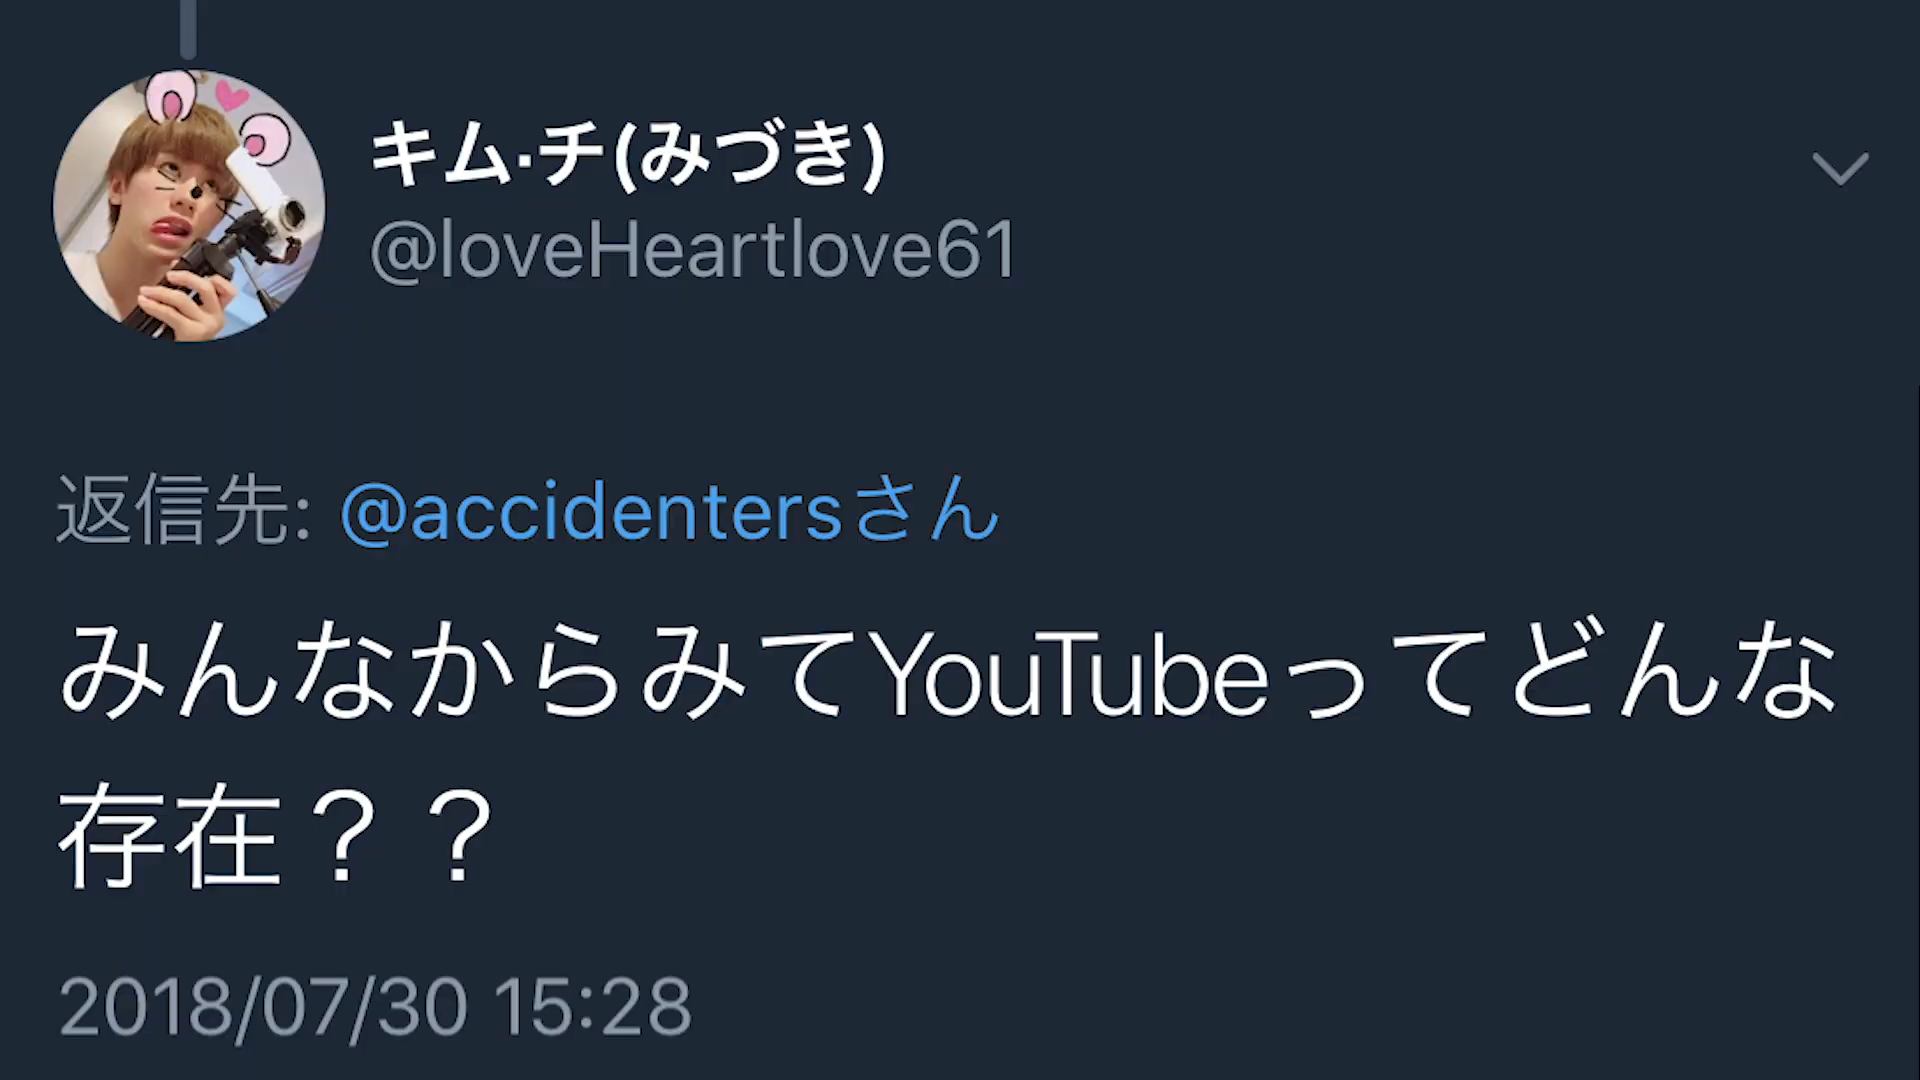 キム·チ(みづき)
@loveHeartlove61
返信先: @accidentersさん
みんなからみてYouTubeってどんな
存在？？
2018/07/30 15:28